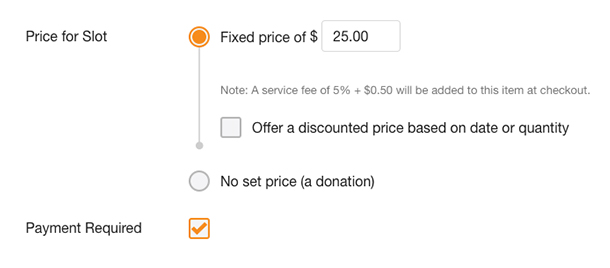 Price for Slot Fixed price of $ 25.00
Note: A service fee of 5% + $0.50 will be added to this item at checkout.
Offer a discounted price based on date or quantity
No set price (a donation)
Payment Required